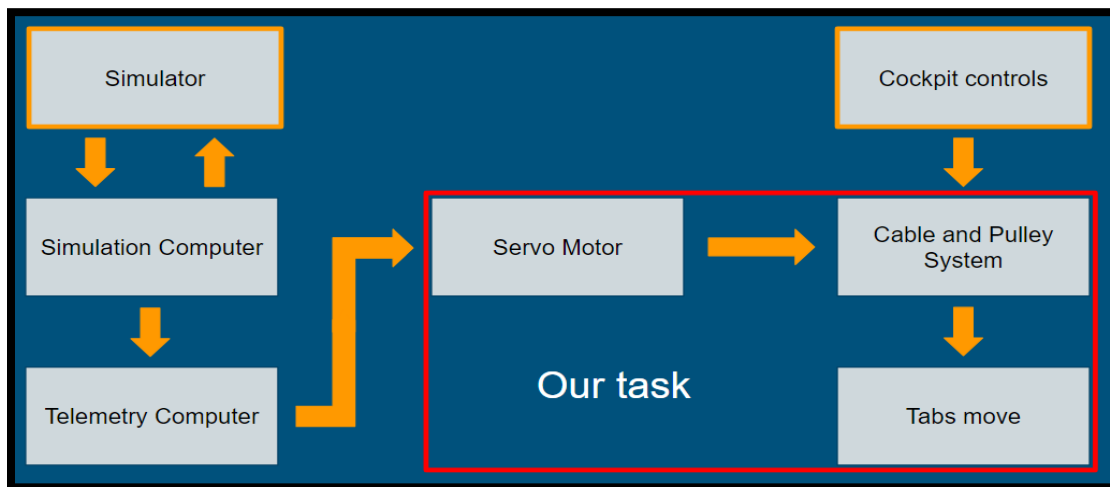 Simulator
Cockpit controls
Simulation Computer
Servo Motor
Cable and Pulley
System
Telemetry Computer
Our task
Tabs move